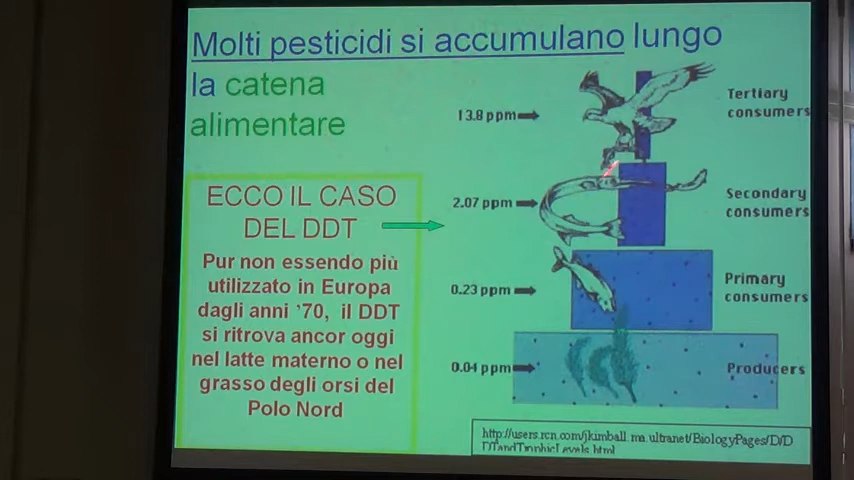 Molti pesticidi si accumulano lungo
la catena
alimentare
ECCO IL CASO
DEL DDT
Pur non essendo più
utilizzato in Europa
dagli anni '70, il DDT
si ritrova ancor oggi
nel latte materno o nel
grasso degli orsi del
Polo Nord
13.8 ppm
Tertiary
consumers
2.07 ppm
Secondary
consumers
0.23 ppm
Primary
consumers
0.04 ppm
Producers
http://users.rcn.com/jkimball.ma.ultranet/BiologyPages/D/D
DTandTrophicLevels.html